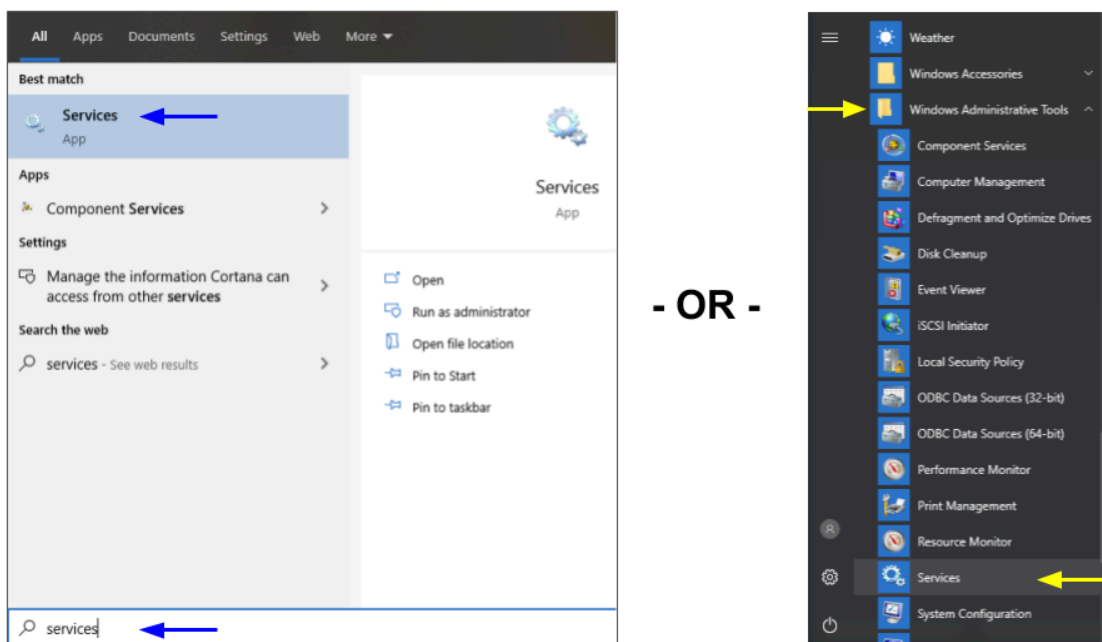 All Apps Documents Settings Web More
Best match
Services
App
Apps
Component Services
Settings
Manage the information Cortana can
access from other services
Search the web
services - See web results
services
Services
App
Open
Run as administrator
Open file location
Pin to Start
Pin to taskbar
- OR -
Weather
Windows Accessories
Windows Administrative Tools
Component Services
Computer Management
Defragment and Optimize Drives
Disk Cleanup
Event Viewer
iSCSI Initiator
Local Security Policy
ODBC Data Sources (32-bit)
ODBC Data Sources (64-bit)
Performance Monitor
Print Management
Resource Monitor
Services
System Configuration